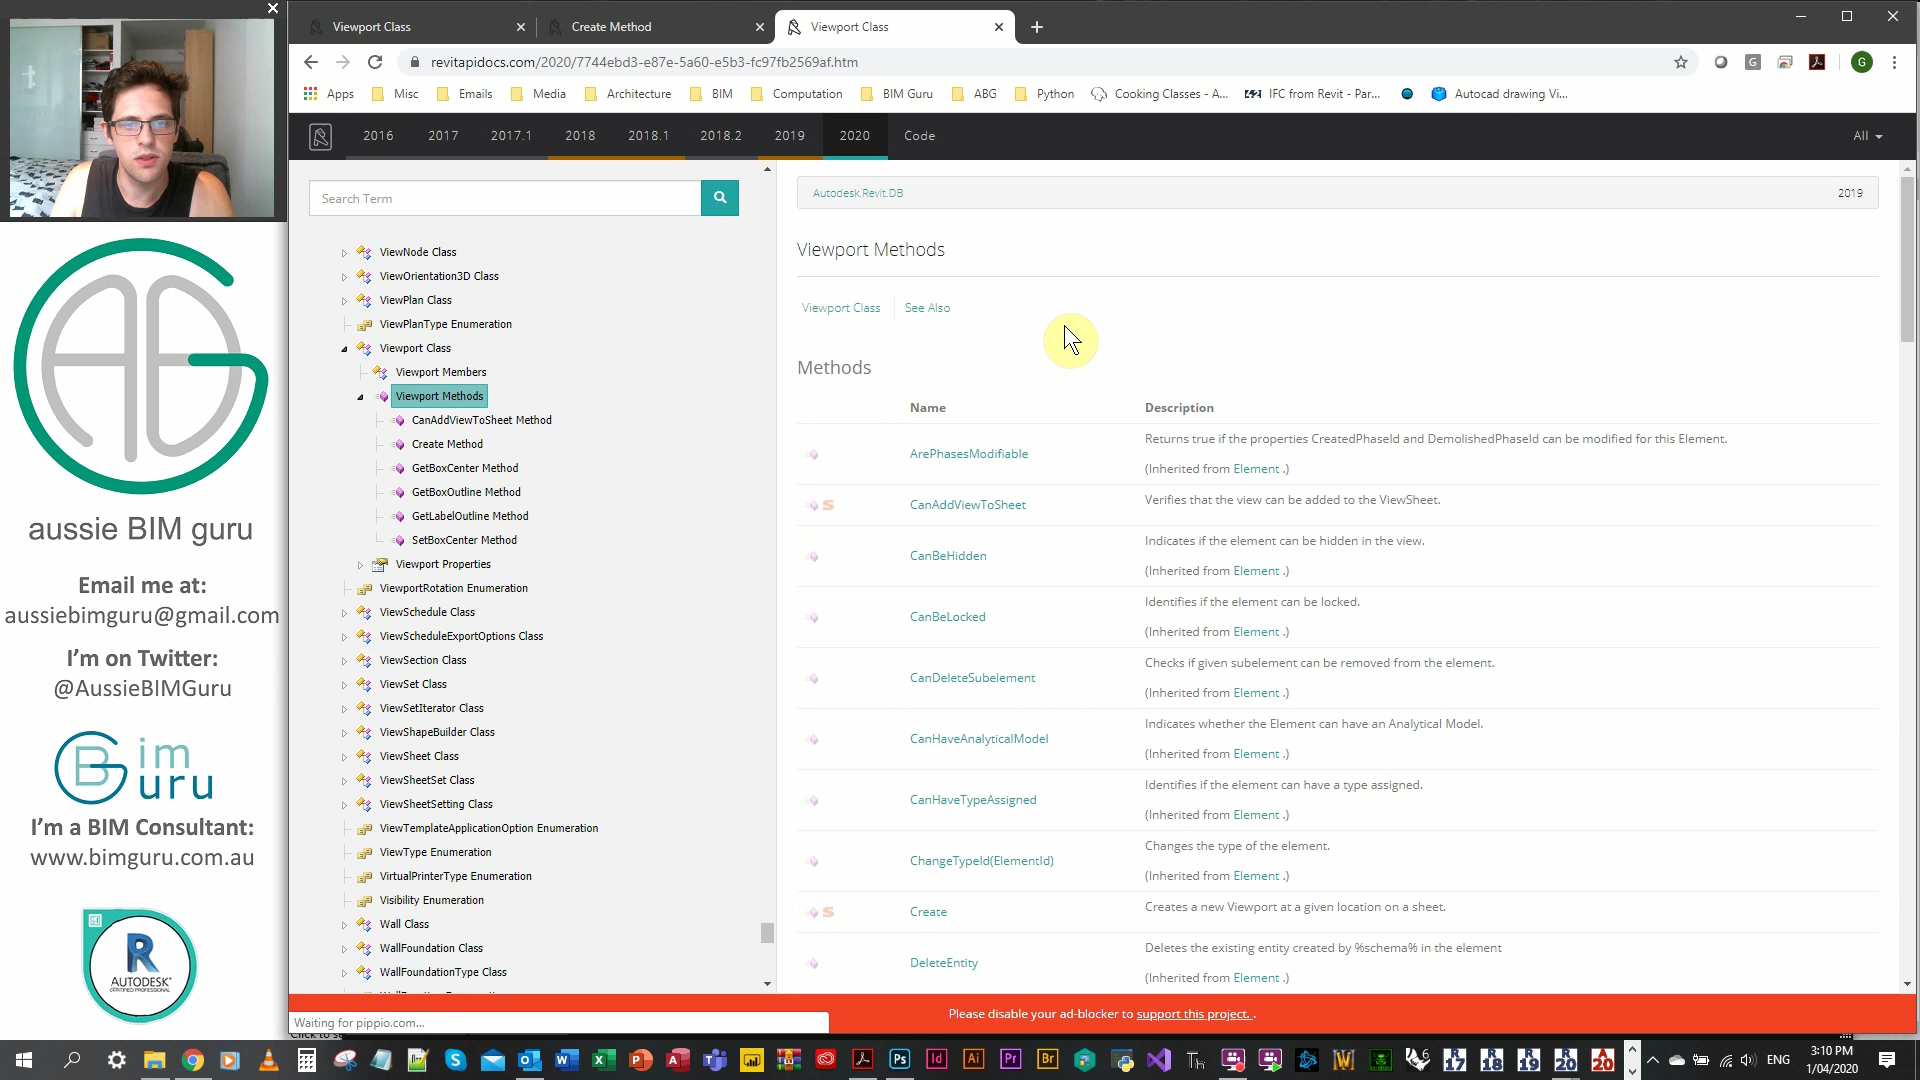 Viewport Class
Create Method
Viewport Class
revitapidocs.com/2020/7744ebd3-e87e-5a60-e5b3-fc97fb2569af.htm
G
G
Apps
Misc
Emails
Media
Architecture
BIM
Computation
BIM Guru
ABG
Python
Cooking Classes - A...
IFC from Revit - Par...
Autocad drawing Vi...
2016
2017
2017.1
2018
2018.1
2018.2
2019
2020
Code
All
Search Term
ViewNode Class
ViewOrientation3D Class
ViewPlan Class
ViewPlanType Enumeration
Viewport Class
Viewport Members
Viewport Methods
CanAddViewToSheet Method
Create Method
GetBoxCenter Method
GetBoxOutline Method
GetLabelOutline Method
SetBoxCenter Method
Viewport Properties
ViewportRotation Enumeration
ViewSchedule Class
ViewScheduleExportOptions Class
ViewSection Class
ViewSet Class
ViewSetIterator Class
ViewShapeBuilder Class
ViewSheet Class
ViewSheetSet Class
ViewSheetSetting Class
ViewTemplateApplicationOption Enumeration
ViewType Enumeration
VirtualPrinterType Enumeration
Visibility Enumeration
Wall Class
WallFoundation Class
WallFoundationType Class
Autodesk.Revit.DB
2019
Viewport Methods
Viewport Class
See Also
Methods
Name
Description
ArePhasesModifiable
Returns true if the properties CreatedPhaseId and DemolishedPhaseId can be modified for this Element.
(Inherited from Element .)
S
CanAddViewToSheet
Verifies that the view can be added to the ViewSheet.
CanBeHidden
Indicates if the element can be hidden in the view.
(Inherited from Element .)
CanBeLocked
Identifies if the element can be locked.
(Inherited from Element .)
CanDeleteSubelement
Checks if given subelement can be removed from the element.
(Inherited from Element .)
CanHaveAnalyticalModel
Indicates whether the Element can have an Analytical Model.
(Inherited from Element .)
CanHaveTypeAssigned
Identifies if the element can have a type assigned.
(Inherited from Element .)
ChangeTypeId(ElementId)
Changes the type of the element.
(Inherited from Element .)
S
Create
Creates a new Viewport at a given location on a sheet.
DeleteEntity
Deletes the existing entity created by %schema% in the element
(Inherited from Element .)
Please disable your ad-blocker to support this project. .
Waiting for pippio.com...
aussie BIM guru
Email me at:
aussiebimguru@gmail.com
I'm on Twitter:
@AussieBIMGuru
Bim
Guru
I'm a BIM Consultant:
www.bimguru.com.au
R
AUTODESK
CERTIFIED PROFESSIONAL
ENG
3:10 PM
1/04/2020